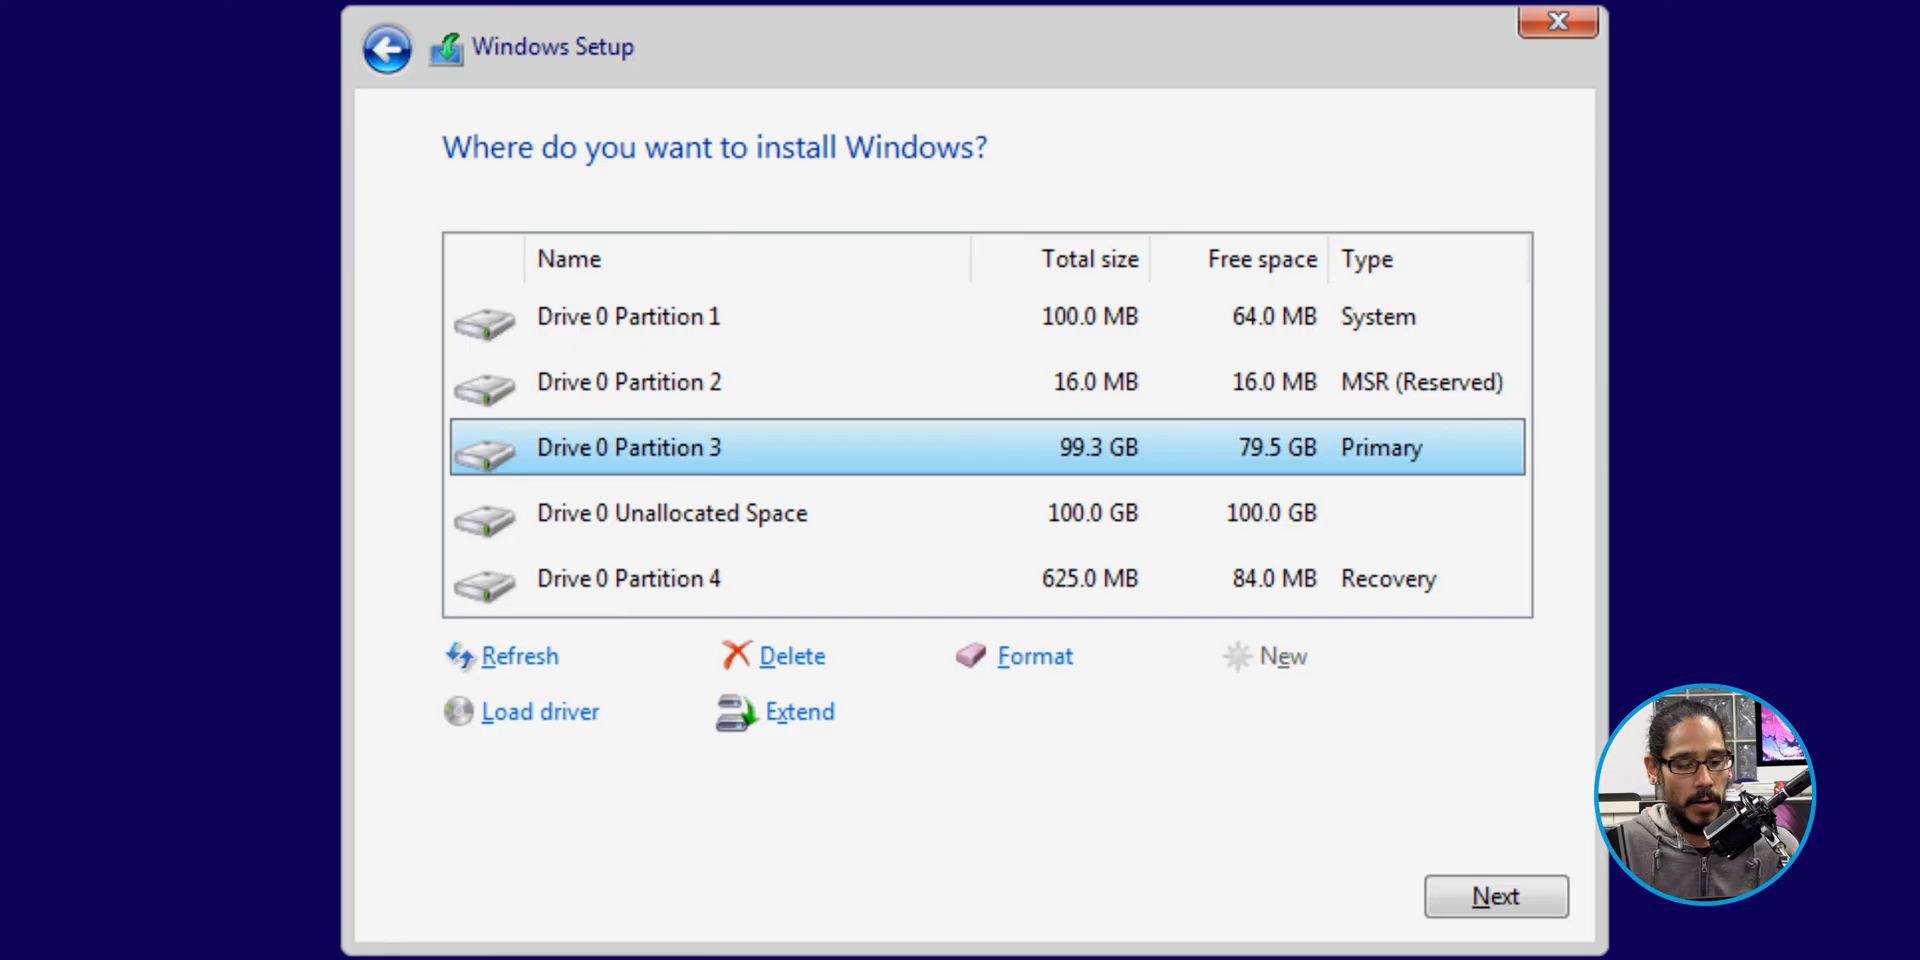 Windows Setup
Where do you want to install Windows?
Name Total size Free space Type
Drive 0 Partition 1 100.0 MB 64.0 MB System
Drive 0 Partition 2 16.0 MB 16.0 MB MSR (Reserved)
Drive 0 Partition 3 99.3 GB 79.5 GB Primary
Drive 0 Unallocated Space 100.0 GB 100.0 GB
Drive 0 Partition 4 625.0 MB 84.0 MB Recovery
Refresh Delete Format New
Load driver Extend
Next